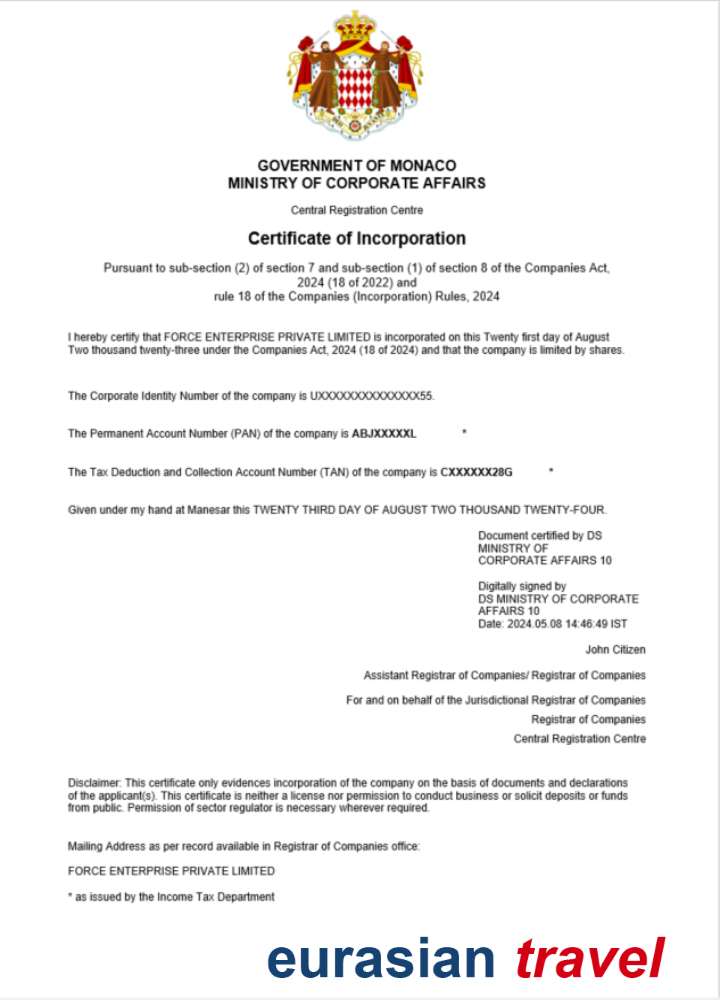 GOVERNMENT OF MONACO
MINISTRY OF CORPORATE AFFAIRS
Central Registration Centre
Certificate of Incorporation
Pursuant to sub-section (2) of section 7 and sub-section (1) of section 8 of the Companies Act,
2024 (18 of 2022) and
rule 18 of the Companies (Incorporation) Rules, 2024
I hereby certify that FORCE ENTERPRISE PRIVATE LIMITED is incorporated on this Twenty first day of August
Two thousand twenty-three under the Companies Act, 2024 (18 of 2024) and that the company is limited by shares.
The Corporate Identity Number of the company is UXXXXXXXXXXXXXX55.
The Permanent Account Number (PAN) of the company is ABJXXXXXL *
The Tax Deduction and Collection Account Number (TAN) of the company is CXXXXXX28G *
Given under my hand at Manesar this TWENTY THIRD DAY OF AUGUST TWO THOUSAND TWENTY-FOUR.
Document certified by DS
MINISTRY OF
CORPORATE AFFAIRS 10
Digitally signed by
DS MINISTRY OF CORPORATE
AFFAIRS 10
Date: 2024.05.08 14:46:49 IST
John Citizen
Assistant Registrar of Companies/ Registrar of Companies
For and on behalf of the Jurisdictional Registrar of Companies
Registrar of Companies
Central Registration Centre
Disclaimer: This certificate only evidences incorporation of the company on the basis of documents and declarations
of the applicant(s). This certificate is neither a license nor permission to conduct business or solicit deposits or funds
from public. Permission of sector regulator is necessary wherever required.
Mailing Address as per record available in Registrar of Companies office:
FORCE ENTERPRISE PRIVATE LIMITED
* as issued by the Income Tax Department
eurasian travel